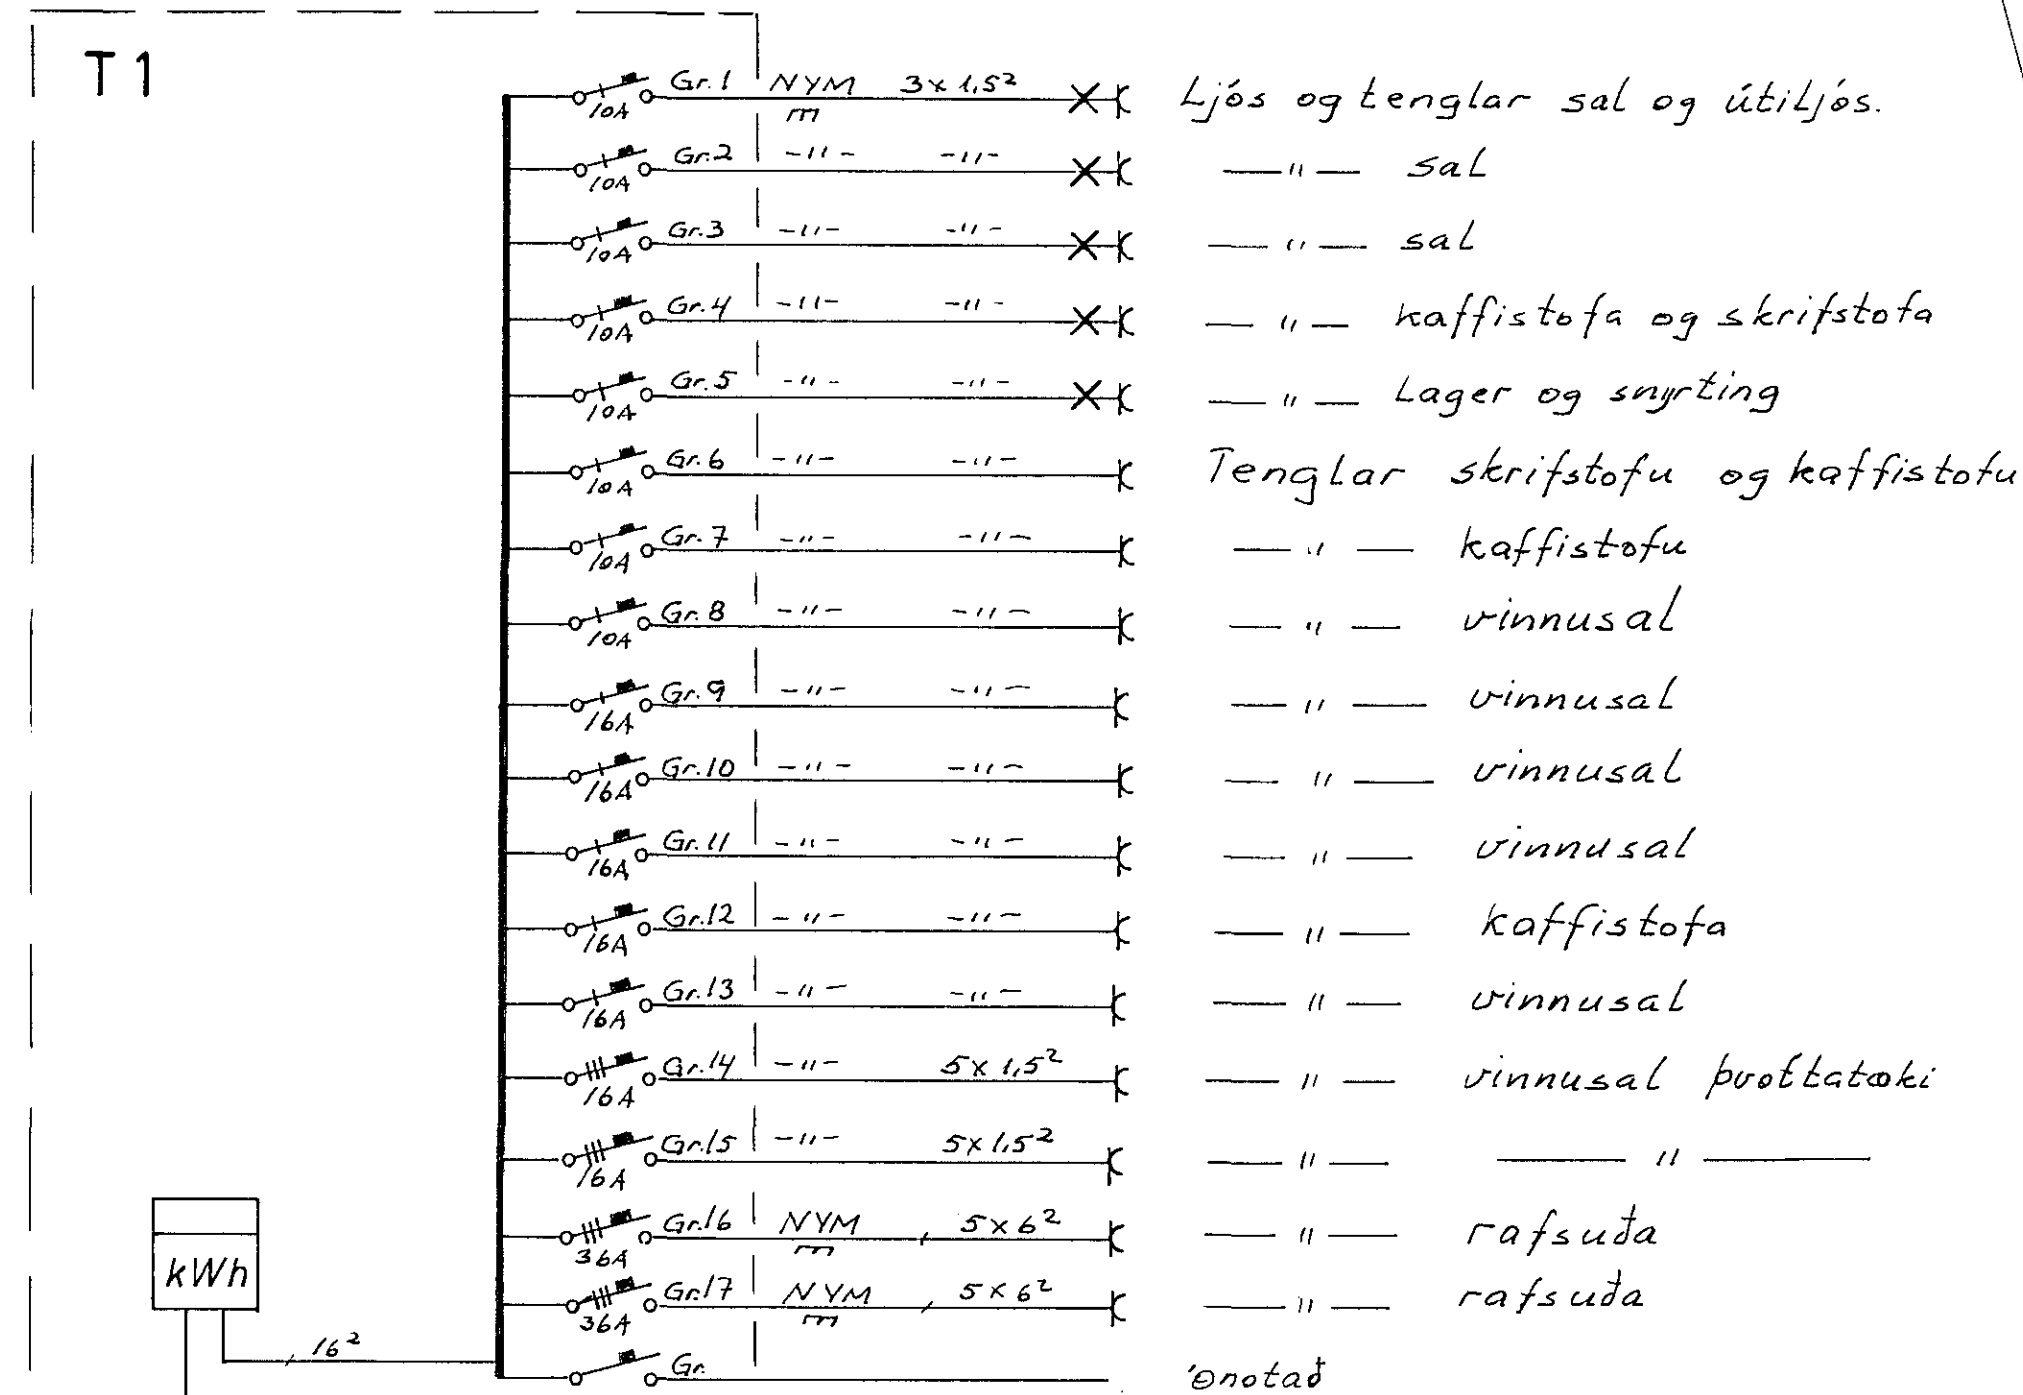 T1
Gr.1 NYM 3x1,5² Ljós og tenglar sal og útiljós.
10A
Gr.2 -"- -"- -"- sal
10A
Gr.3 -"- -"- -"- sal
10A
Gr.4 -"- -"- -"- kaffistofa og skrifstofa
10A
Gr.5 -"- -"- -"- Lager og snyrting
10A
Gr.6 -"- -"- Tenglar skrifstofu og kaffistofu
10A
Gr.7 -"- -"- -"- kaffistofu
10A
Gr.8 -"- -"- -"- vinnusal
10A
Gr.9 -"- -"- -"- vinnusal
16A
Gr.10 -"- -"- -"- vinnusal
16A
Gr.11 -"- -"- -"- vinnusal
16A
Gr.12 -"- -"- -"- kaffistofa
16A
Gr.13 -"- -"- -"- vinnusal
16A
Gr.14 -"- 5x1,5² -"- vinnusal þvottatæki
16A
Gr.15 -"- 5x1,5² -"- -"-
16A
Gr.16 NYM 5x6² -"- rafsuða
36A
kWh
Gr.17 NYM 5x6² -"- rafsuða
36A
16²
Gr. ónotað